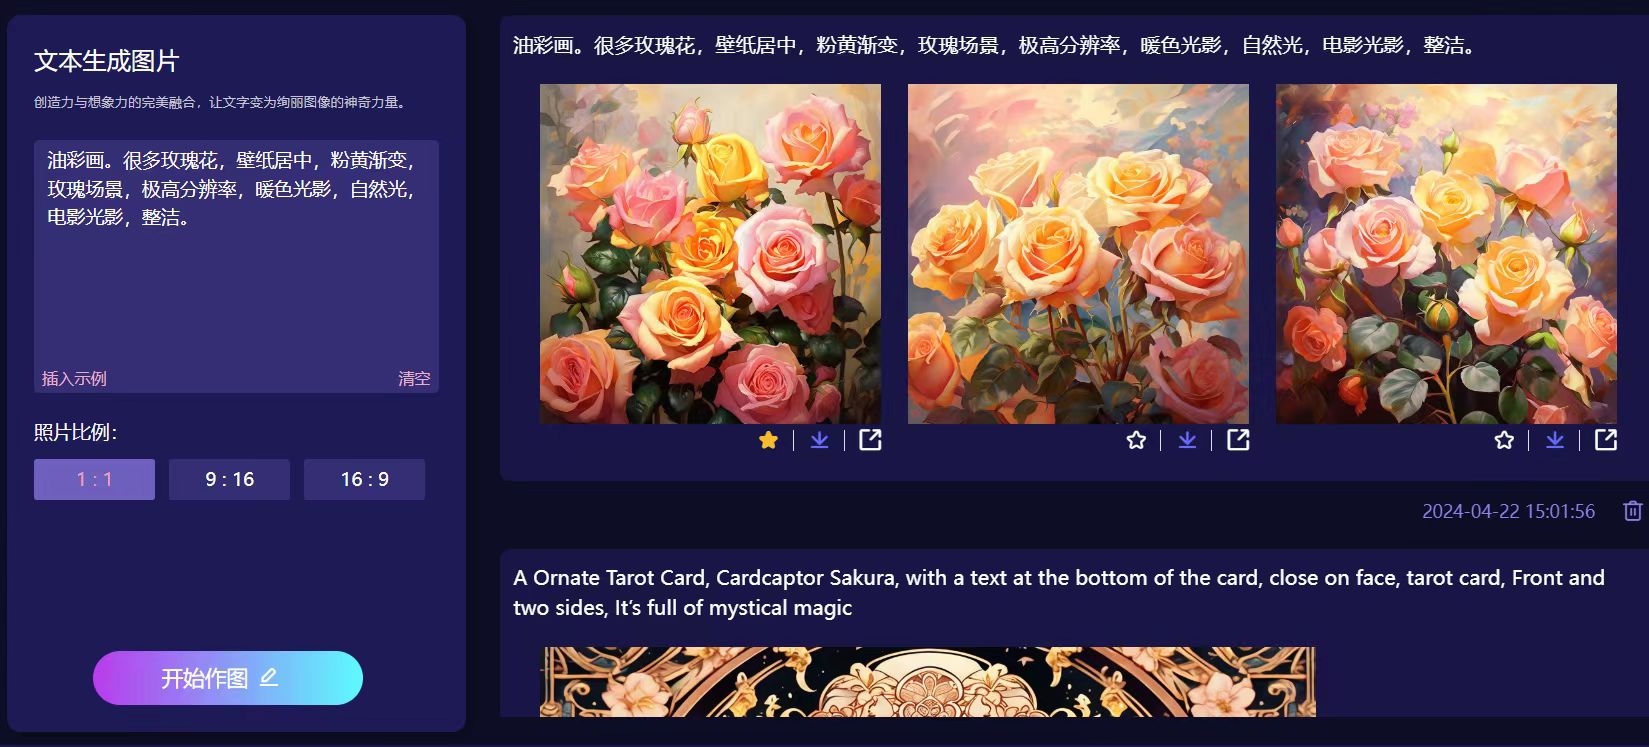 文本生成图片
创造力与想象力的完美融合，让文字变为绚丽图像的神奇力量。
油彩画。很多玫瑰花，壁纸居中，粉黄渐变，
玫瑰场景，极高分辨率，暖色光影，自然光，
电影光影，整洁。
插入示例
清空
照片比例：
1 : 1
9 : 16
16 : 9
开始作图
油彩画。很多玫瑰花，壁纸居中，粉黄渐变，玫瑰场景，极高分辨率，暖色光影，自然光，电影光影，整洁。
2024-04-22 15:01:56
A Ornate Tarot Card, Cardcaptor Sakura, with a text at the bottom of the card, close on face, tarot card, Front and
two sides, It's full of mystical magic